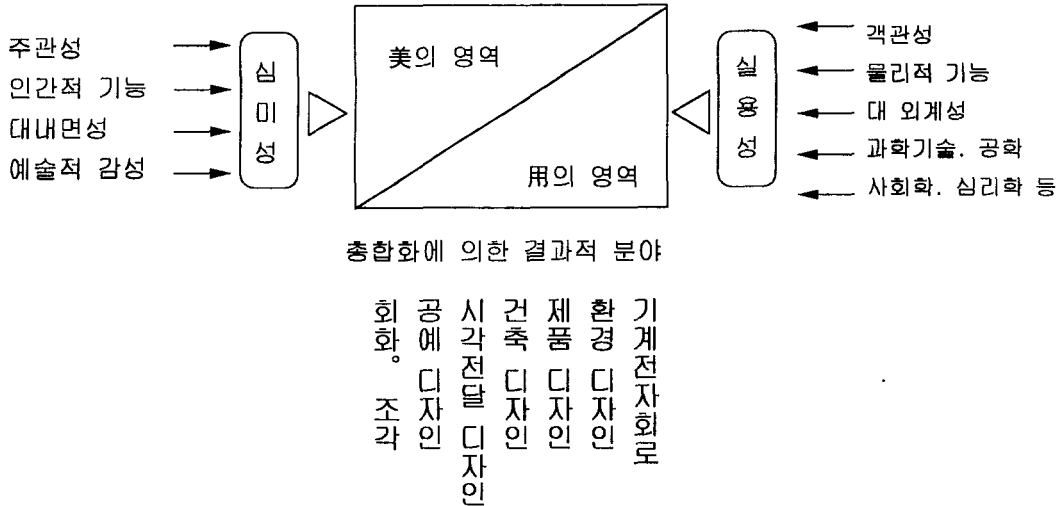 주관성
인간적 기능
대내면성
예술적 감성
심미성
美의 영역
用의 영역
실용성
객관성
물리적 기능
대 외계성
과학기술. 공학
사회학. 심리학 등
총합화에 의한 결과적 분야
회화。 조각
공예 디자인
시각전달 디자인
건축 디자인
제품 디자인
환경 디자인
기계전자회로